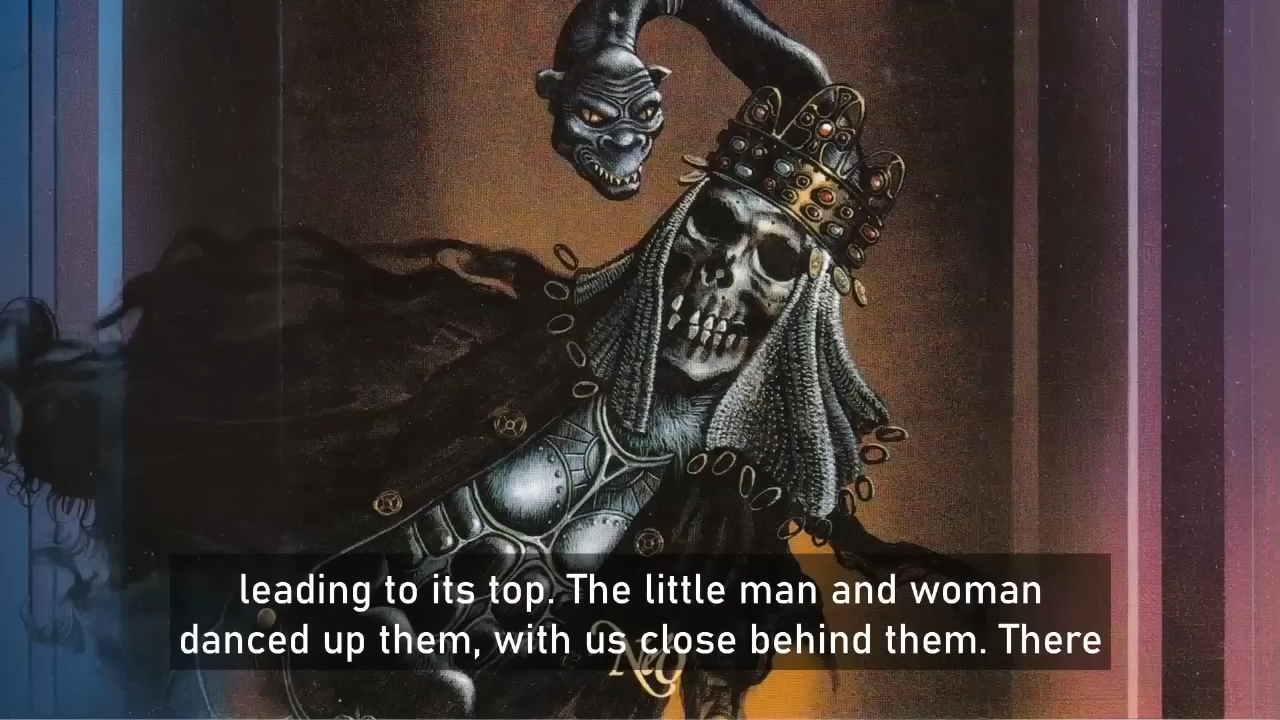 leading to its top. The little man and woman
danced up them, with us close behind them. There